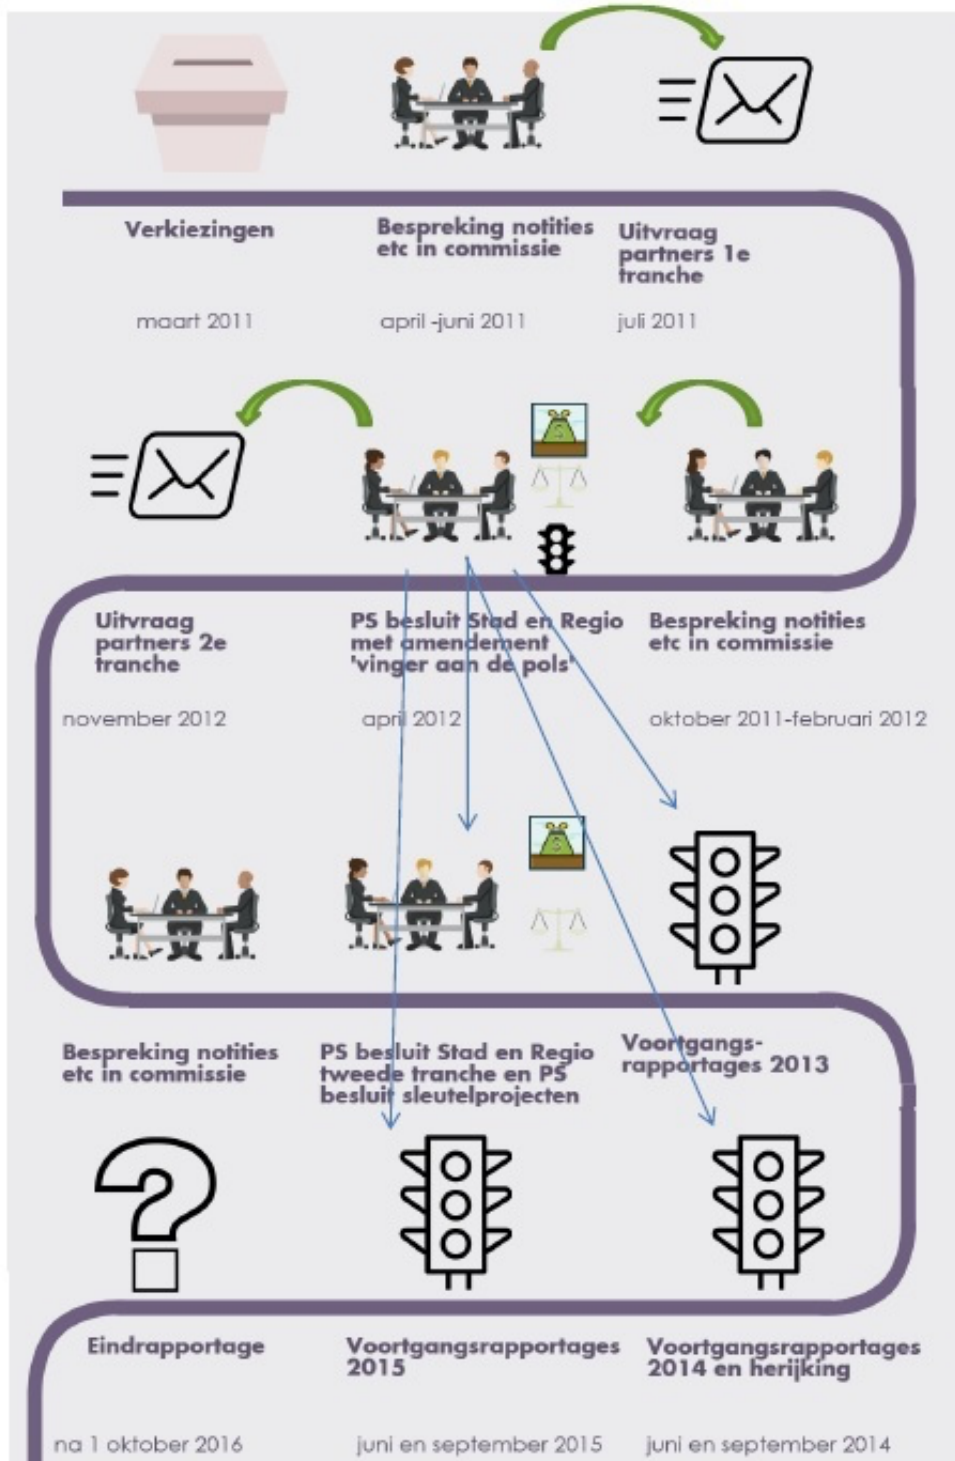 Verkiezingen
maart 2011
Bespreking notities
etc in commissie
april -juni 2011
Uitvraag
partners 1e
tranche
juli 2011
Uitvraag
partners 2e
tranche
november 2012
PS besluit Stad en Regio
met amendement
'vinger aan de pols'
april 2012
Bespreking notities
etc in commissie
oktober 2011-februari 2012
Bespreking notities
etc in commissie
PS besluit Stad en Regio
tweede tranche en PS
besluit sleutelprojecten
Voortgangs-
rapportages 2013
Eindrapportage
na 1 oktober 2016
Voortgangsrapportages
2015
juni en september 2015
Voortgangsrapportages
2014 en herijking
juni en september 2014